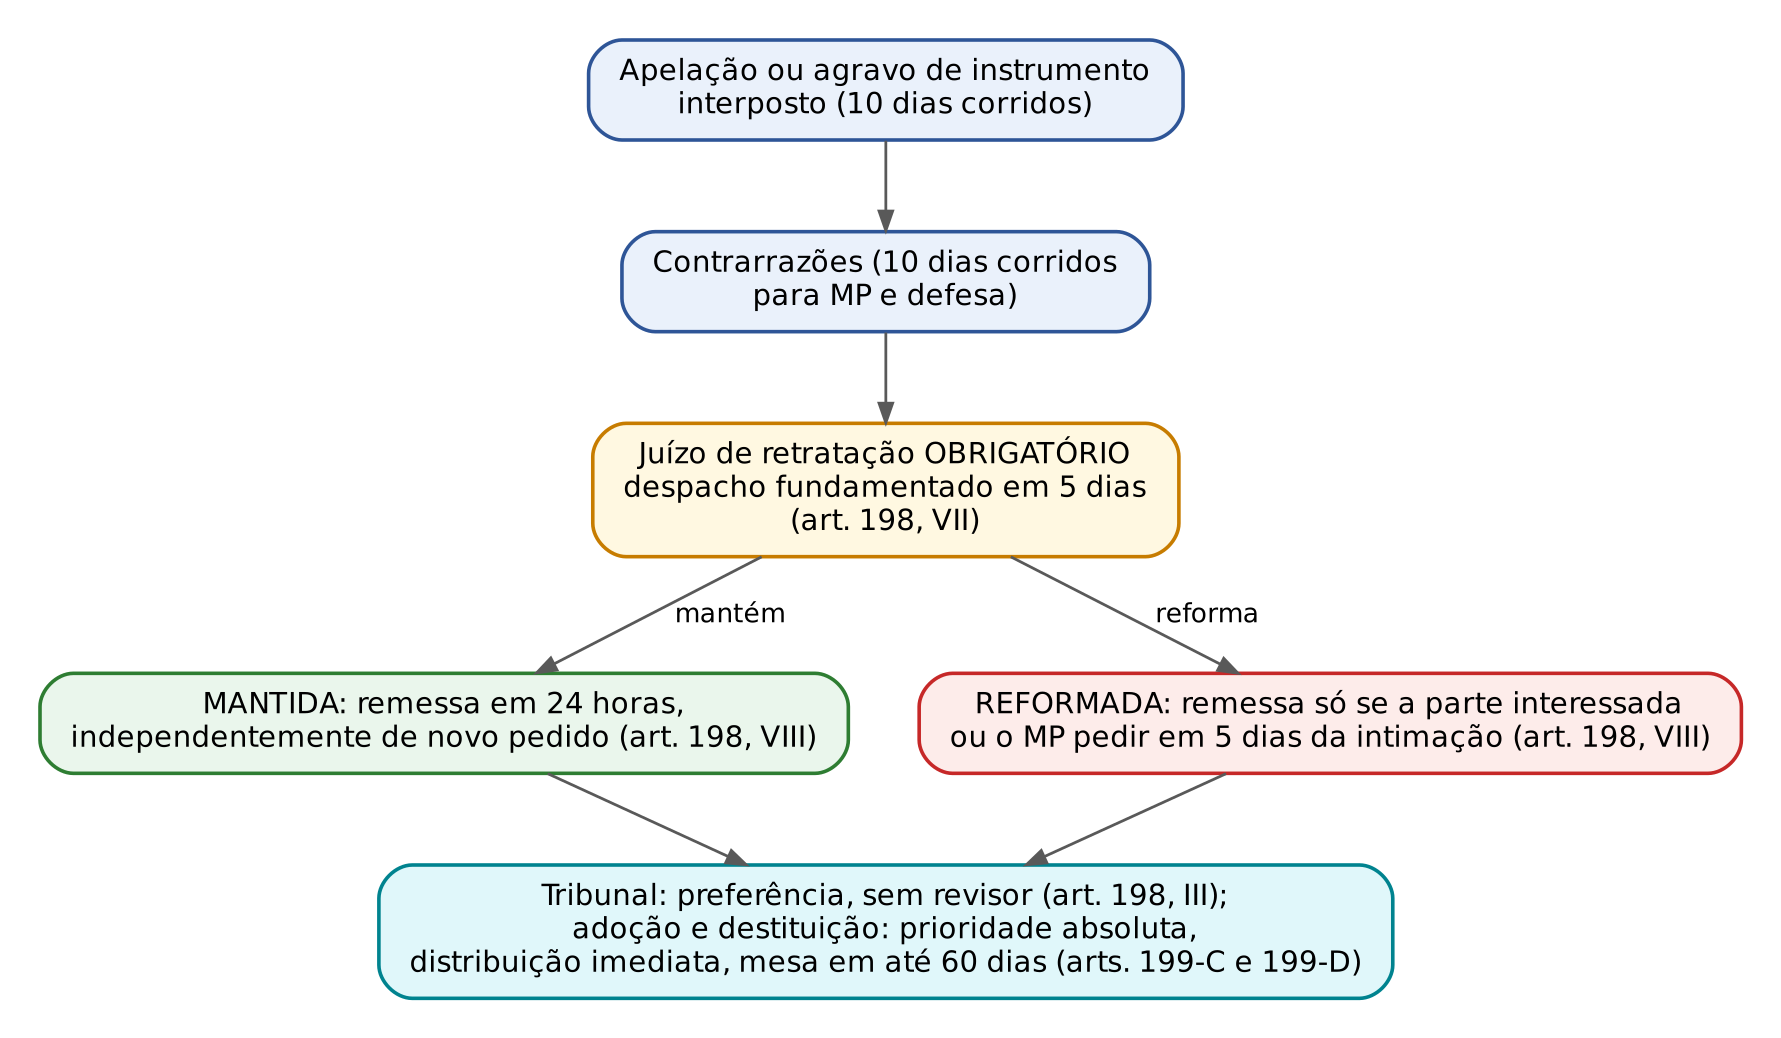 Apelação ou agravo de instrumento
interposto (10 dias corridos)
Contrarrazões (10 dias corridos
para MP e defesa)
Juízo de retratação OBRIGATÓRIO
despacho fundamentado em 5 dias
(art. 198, VII)
mantém
reforma
MANTIDA: remessa em 24 horas,
independentemente de novo pedido (art. 198, VIII)
REFORMADA: remessa só se a parte interessada
ou o MP pedir em 5 dias da intimação (art. 198, VIII)
Tribunal: preferência, sem revisor (art. 198, III);
adoção e destituição: prioridade absoluta,
distribuição imediata, mesa em até 60 dias (arts. 199-C e 199-D)